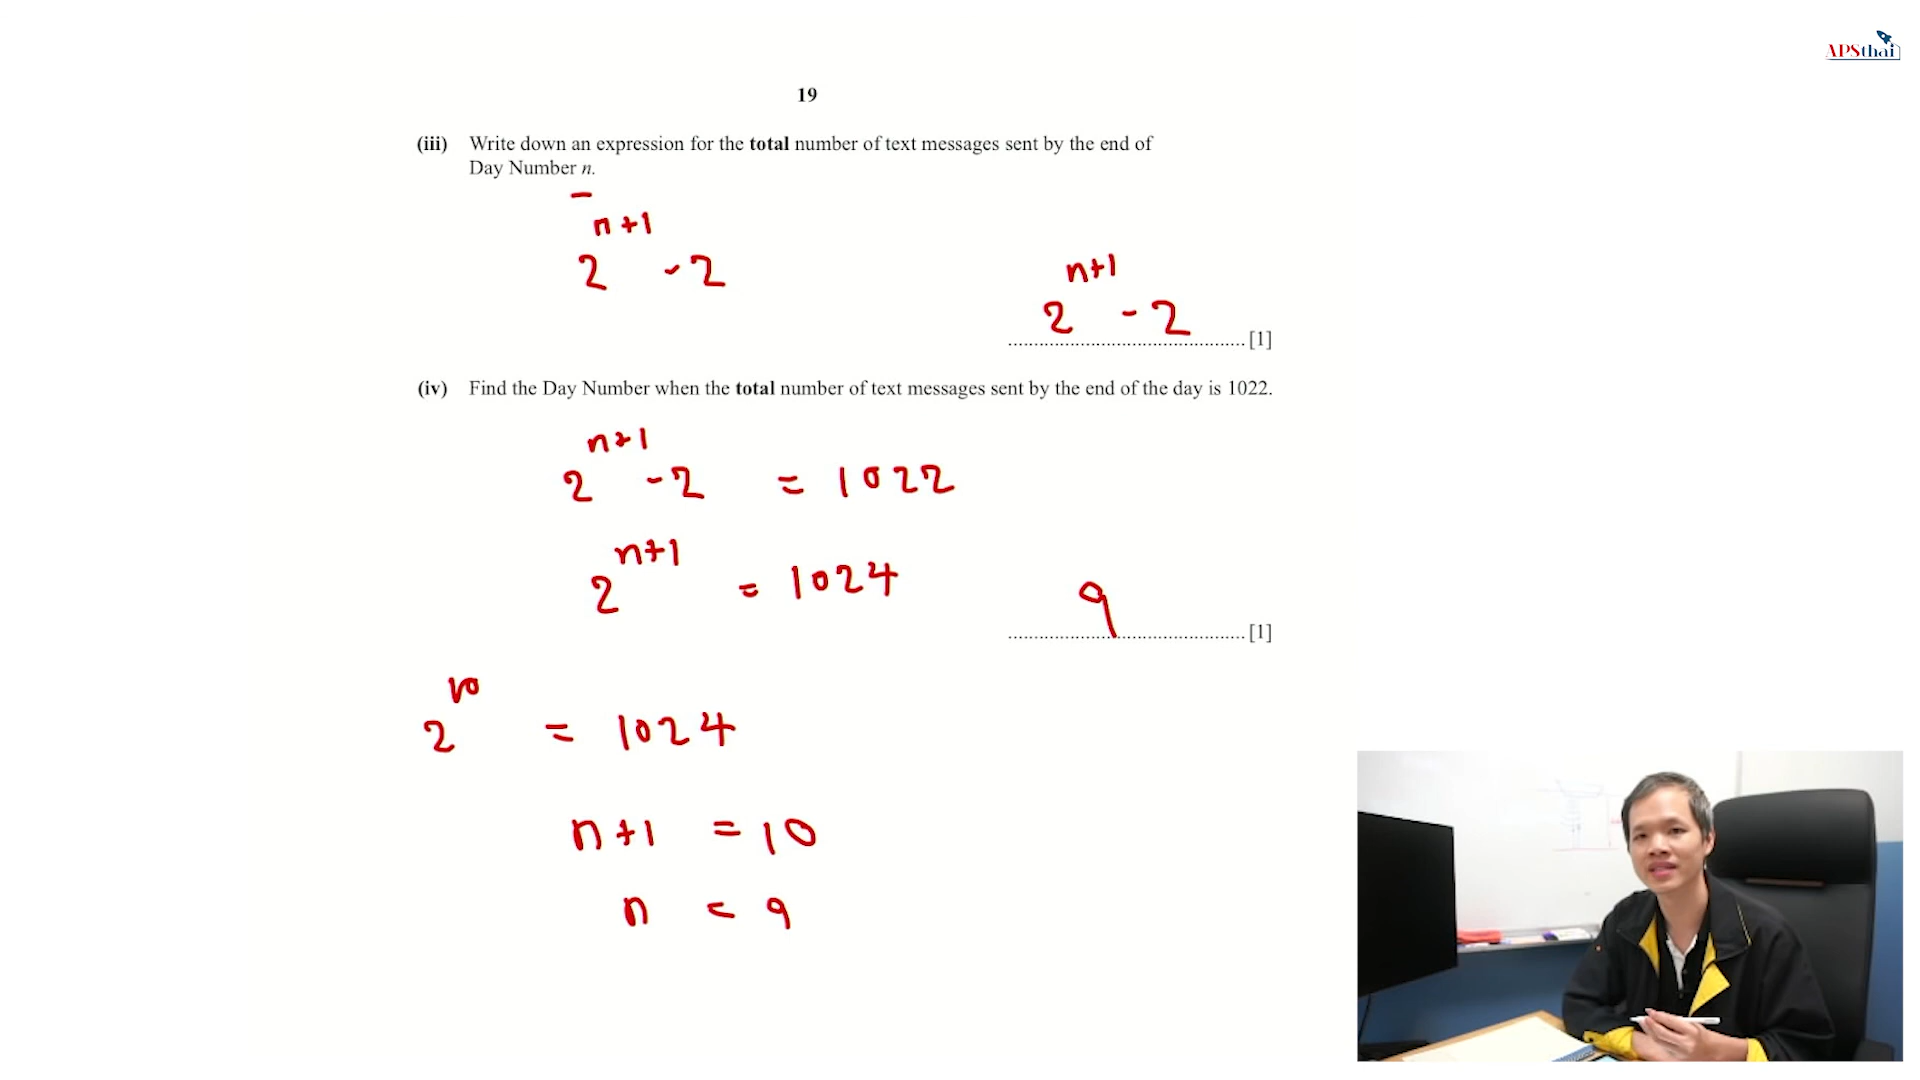 APSthai
19
(iii) Write down an expression for the total number of text messages sent by the end of
Day Number n.
2^{n+1} - 2
2^{n+1} - 2
.............................................. [1]
(iv) Find the Day Number when the total number of text messages sent by the end of the day is 1022.
2^{n+1} - 2 = 1022
2^{n+1} = 1024
9
.............................................. [1]
2^{10} = 1024
n+1 = 10
n = 9